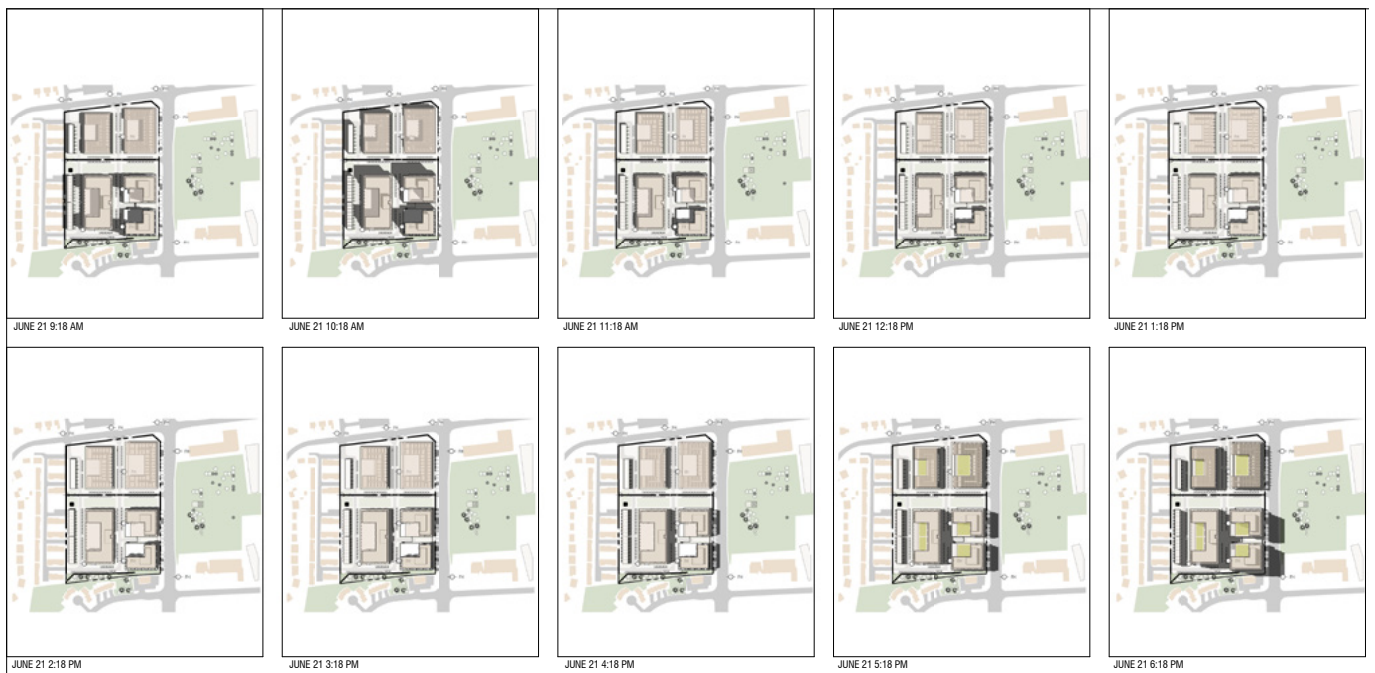 JUNE 21 9:18 AM
JUNE 21 10:18 AM
JUNE 21 11:18 AM
JUNE 21 12:18 PM
JUNE 21 1:18 PM
JUNE 21 2:18 PM
JUNE 21 3:18 PM
JUNE 21 4:18 PM
JUNE 21 5:18 PM
JUNE 21 6:18 PM